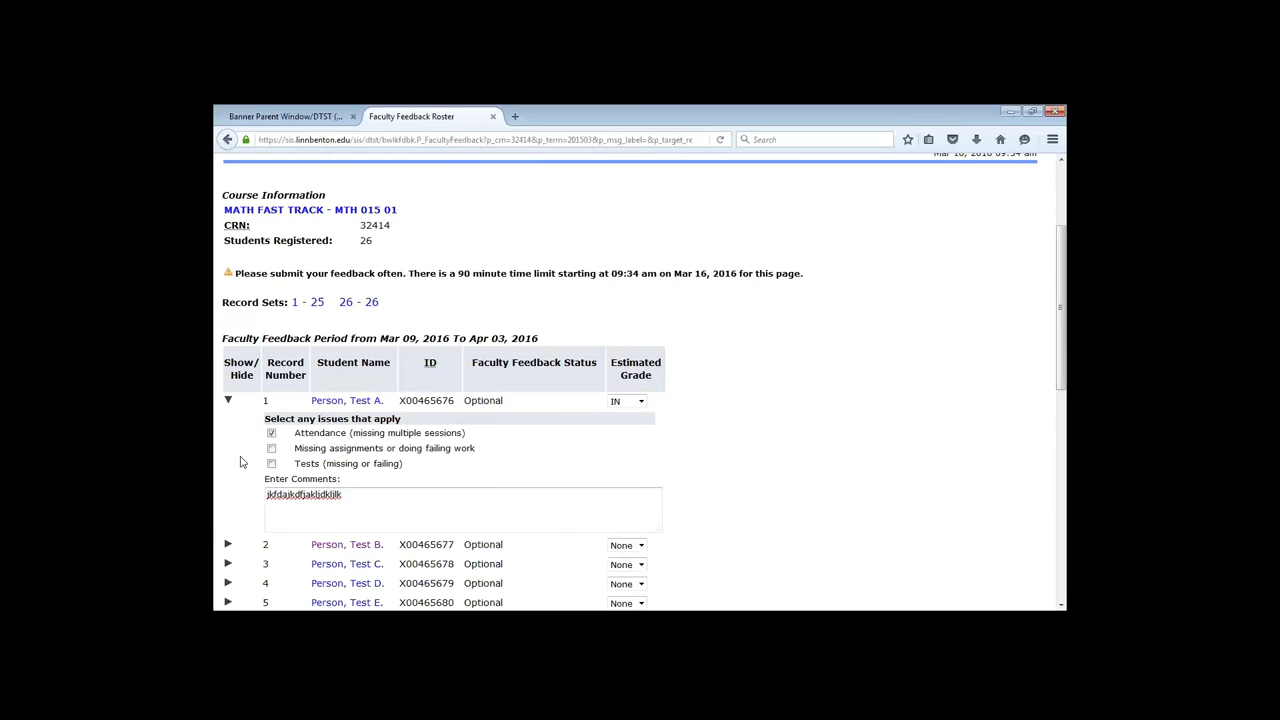 Banner Parent Window/DTST (... × Faculty Feedback Roster × +
https://sis.linnbenton.edu/sis/dtst/bwlkfdbk.P_FacultyFeedback?p_crn=32414&p_term=201503&p_msg_label=&p_target_re Search
Mar 16, 2016 09:34 am
Course Information
MATH FAST TRACK - MTH 015 01
CRN: 32414
Students Registered: 26
Please submit your feedback often. There is a 90 minute time limit starting at 09:34 am on Mar 16, 2016 for this page.
Record Sets: 1 - 25 26 - 26
Faculty Feedback Period from Mar 09, 2016 To Apr 03, 2016
Show/ Record Student Name ID Faculty Feedback Status Estimated
Hide Number Grade
1 Person, Test A. X00465676 Optional IN
Select any issues that apply
Attendance (missing multiple sessions)
Missing assignments or doing failing work
Tests (missing or failing)
Enter Comments:
2 Person, Test B. X00465677 Optional None
3 Person, Test C. X00465678 Optional None
4 Person, Test D. X00465679 Optional None
5 Person, Test E. X00465680 Optional None